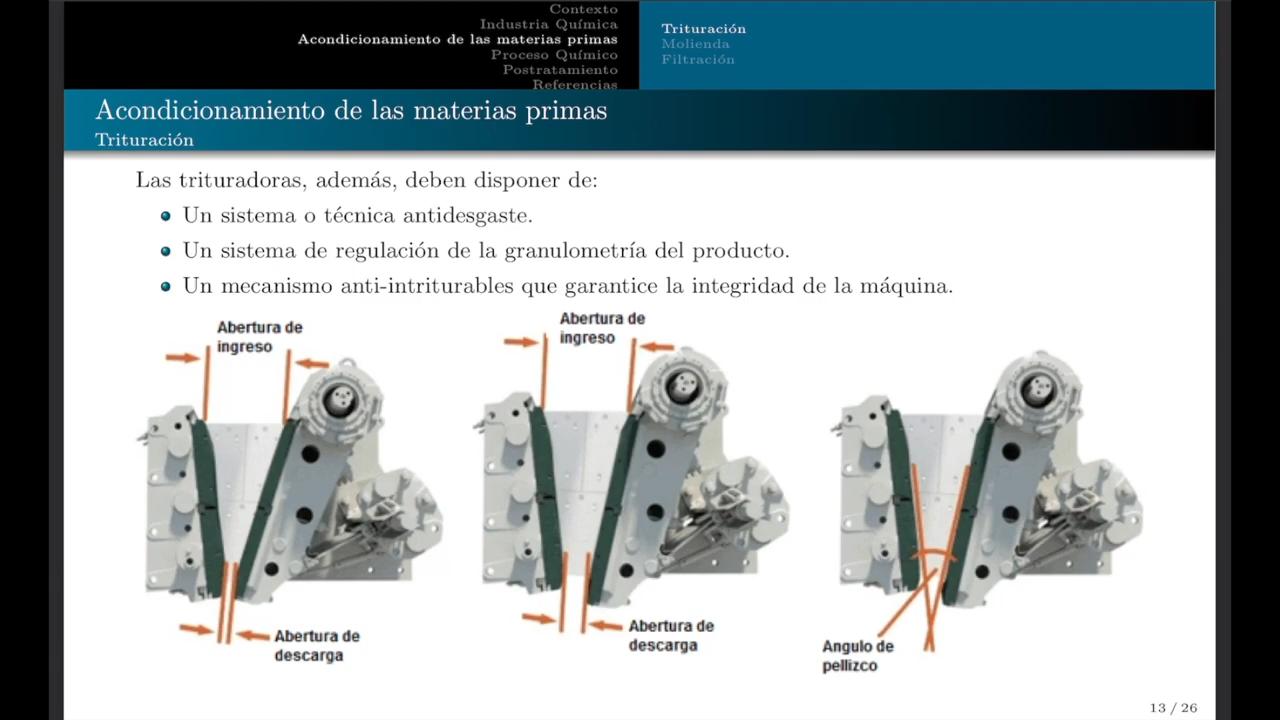 Contexto
Industria Química
Acondicionamiento de las materias primas
Proceso Químico
Postratamiento
Referencias
Trituración
Molienda
Filtración
Acondicionamiento de las materias primas
Trituración
Las trituradoras, además, deben disponer de:
Un sistema o técnica antidesgaste.
Un sistema de regulación de la granulometría del producto.
Un mecanismo anti-intriturables que garantice la integridad de la máquina.
Abertura de
ingreso
Abertura de
descarga
Abertura de
ingreso
Abertura de
descarga
Angulo de
pellizco
13 / 26